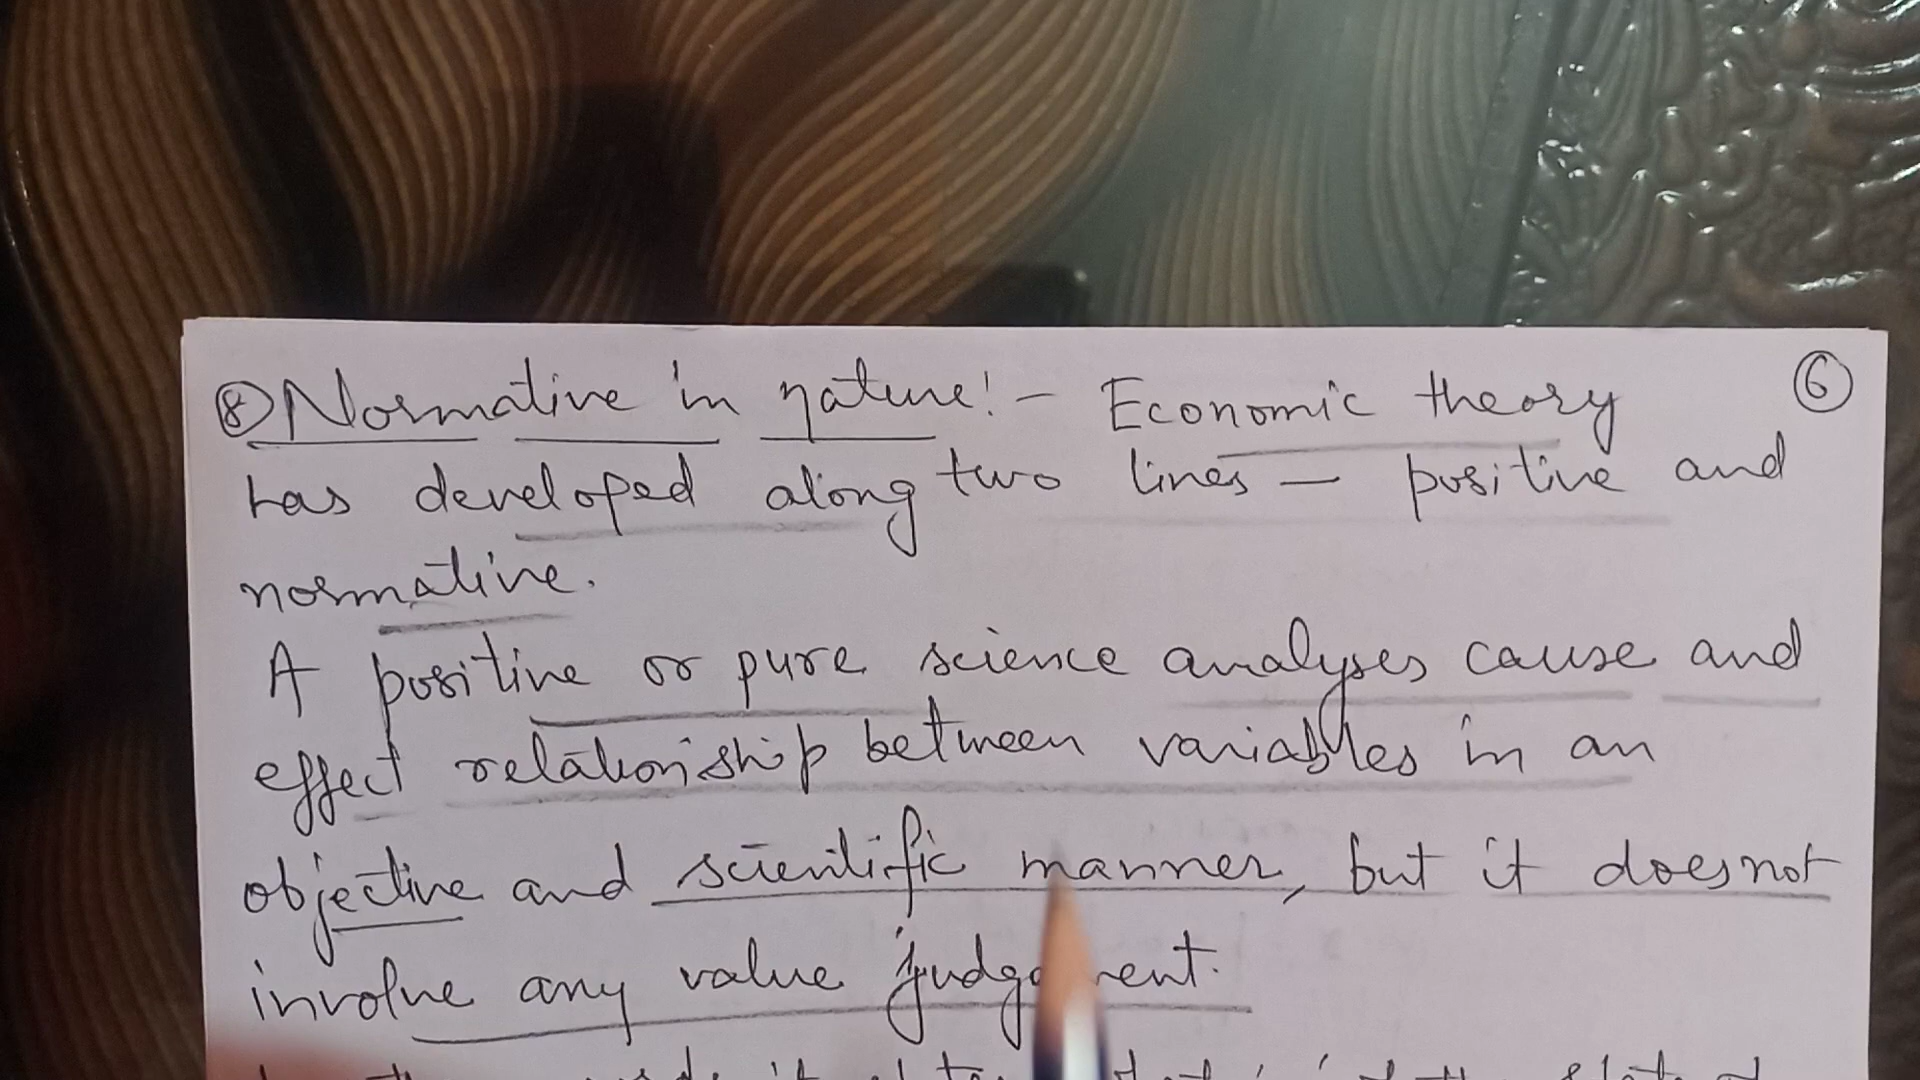 ⑧ Normative in nature:- Economic theory ⑥
has developed along two lines — positive and
normative.
A positive or pure science analyses cause and
effect relationship between variables in an
objective and scientific manner, but it does not
involve any value judgement.